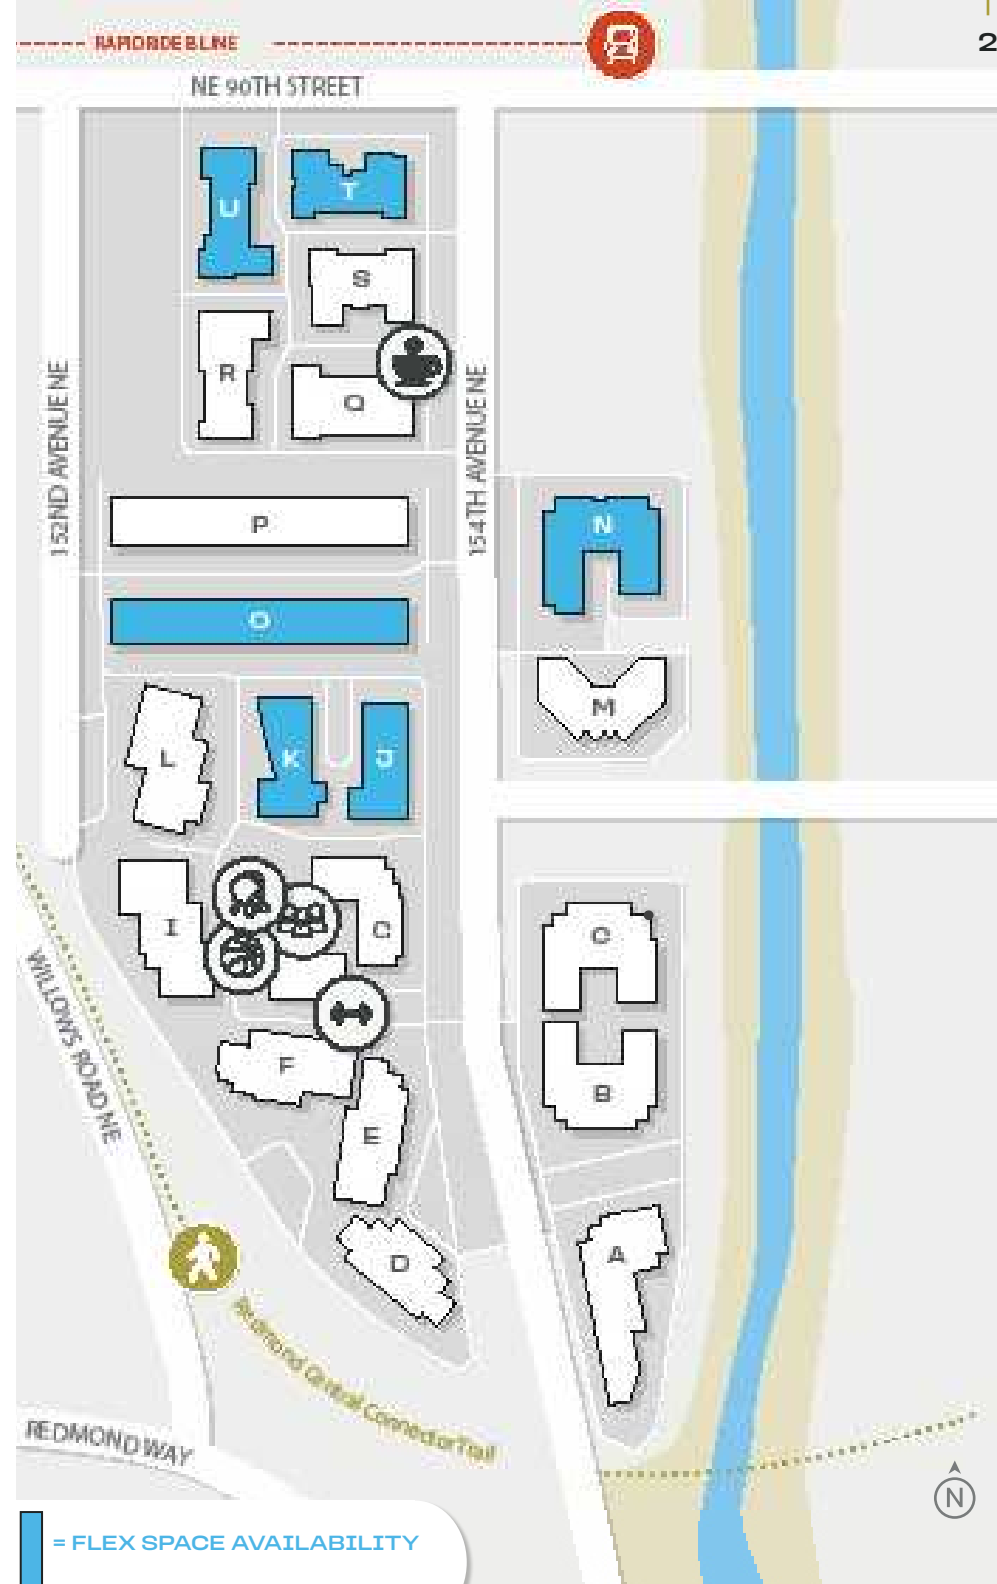 RAPIDRIDE B LINE
2
NE 90TH STREET
U
T
S
R
Q
152ND AVENUE NE
154TH AVENUE NE
P
N
O
M
L
K
J
I
G
C
F
B
E
WILLOWS ROAD NE
A
D
Redmond Central Connector Trail
REDMOND WAY
N
= FLEX SPACE AVAILABILITY